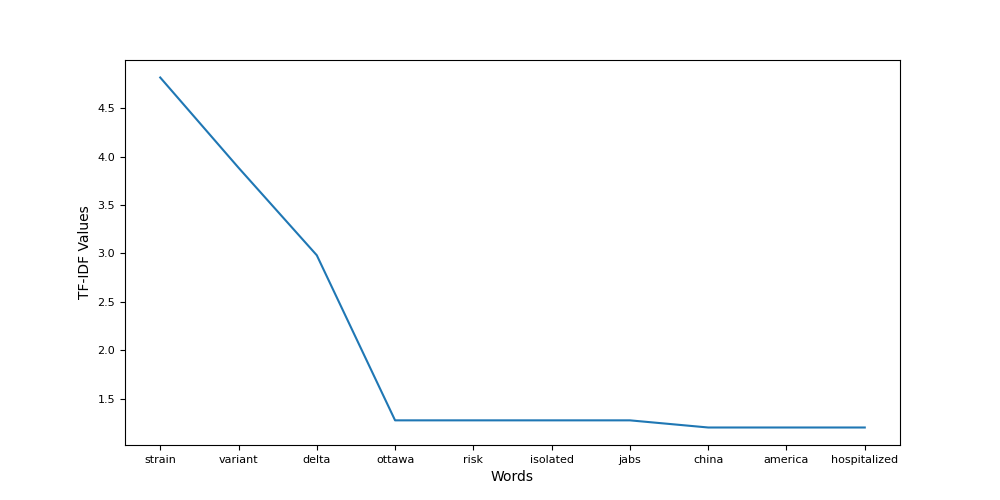 4.5
4.0
3.5
3.0
2.5
2.0
1.5
TF-IDF Values
strain variant delta ottawa risk isolated jabs china america hospitalized
Words